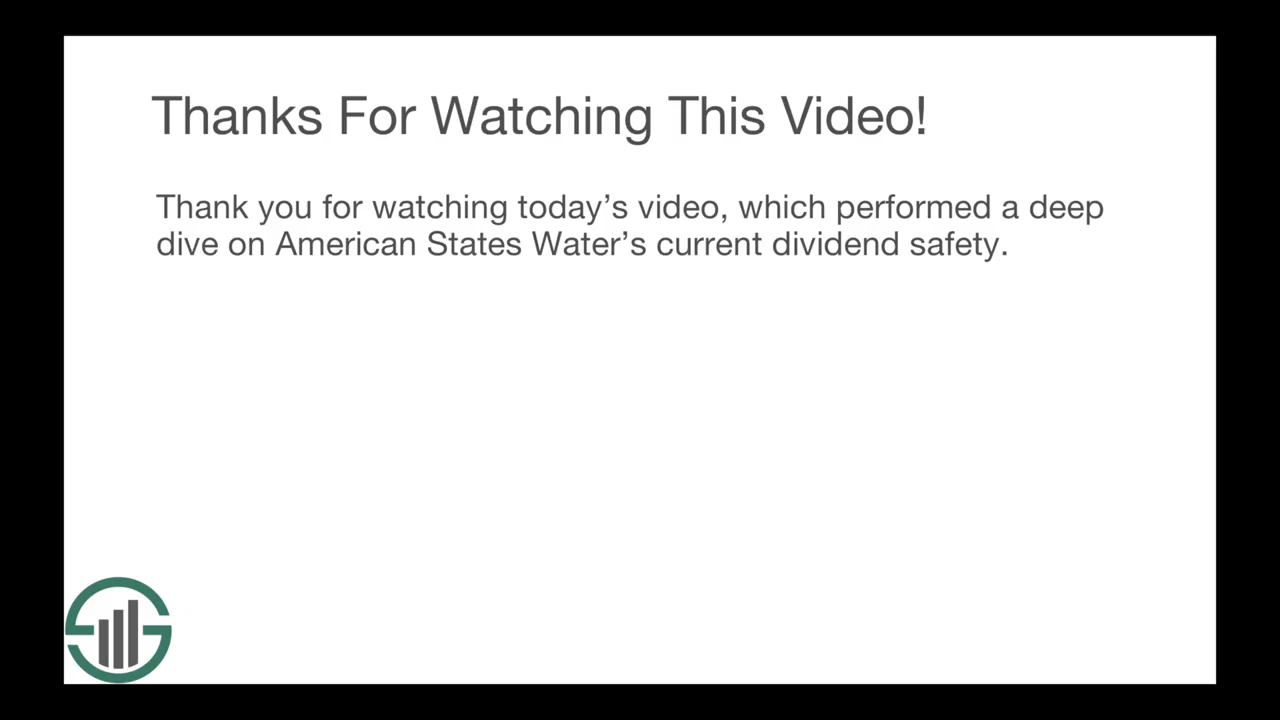 Thanks For Watching This Video!
Thank you for watching today’s video, which performed a deep
dive on American States Water’s current dividend safety.